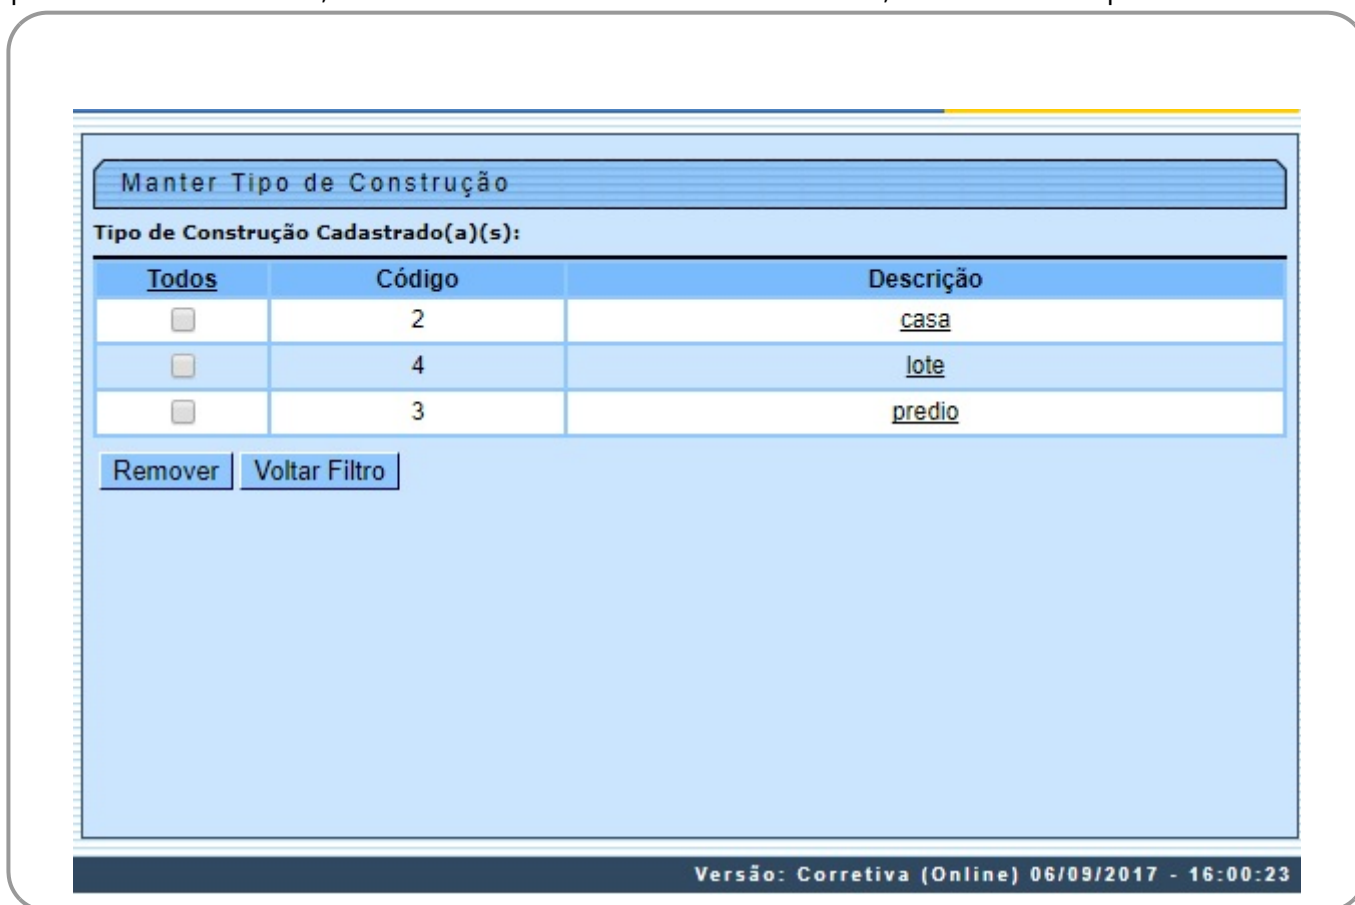 Manter Tipo de Construção
Tipo de Construção Cadastrado(a)(s):
Todos Código Descrição
2 casa
4 lote
3 predio
Remover Voltar Filtro
Versão: Corretiva (Online) 06/09/2017 - 16:00:23